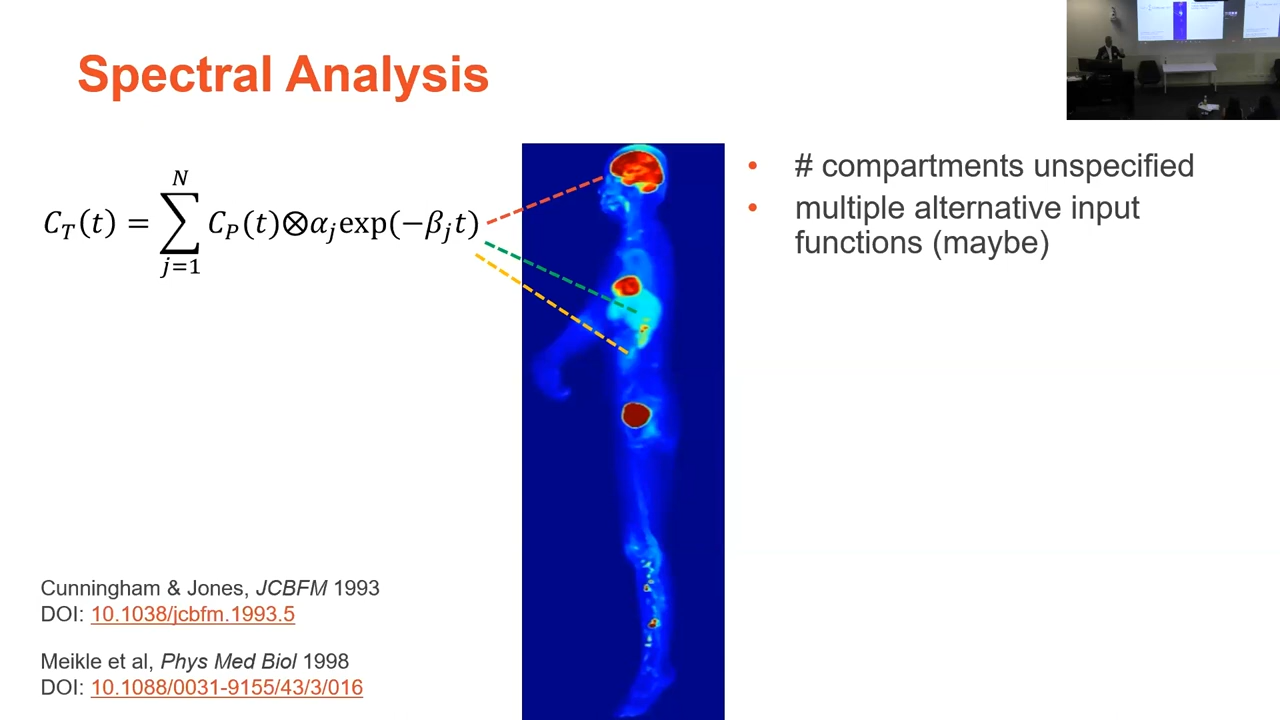 Spectral Analysis
C_T(t) = ∑_{j=1}^{N} C_P(t)⊗α_j exp(−β_j t)
• # compartments unspecified
• multiple alternative input
functions (maybe)
Cunningham & Jones, JCBFM 1993
DOI: 10.1038/jcbfm.1993.5
Meikle et al, Phys Med Biol 1998
DOI: 10.1088/0031-9155/43/3/016